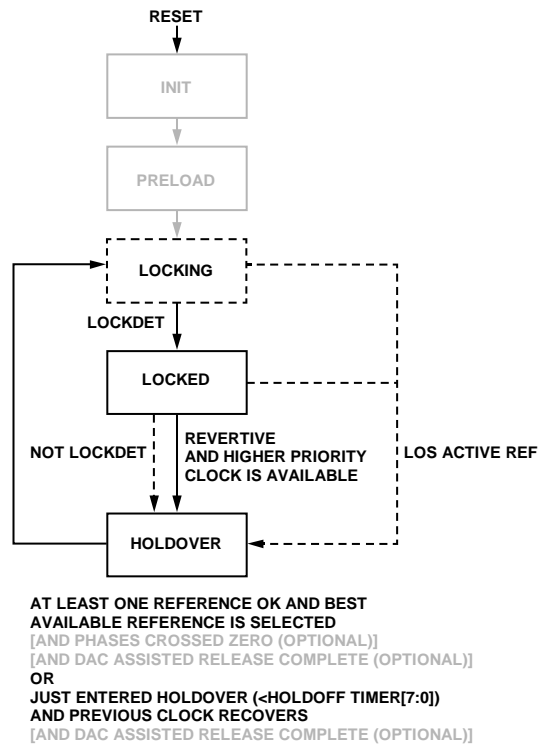 RESET
INIT
PRELOAD
LOCKING
LOCKDET
LOCKED
NOT LOCKDET
REVERTIVE
AND HIGHER PRIORITY
CLOCK IS AVAILABLE
LOS ACTIVE REF
HOLDOVER
AT LEAST ONE REFERENCE OK AND BEST
AVAILABLE REFERENCE IS SELECTED
[AND PHASES CROSSED ZERO (OPTIONAL)]
[AND DAC ASSISTED RELEASE COMPLETE (OPTIONAL)]
OR
JUST ENTERED HOLDOVER (<HOLDOFF TIMER[7:0])
AND PREVIOUS CLOCK RECOVERS
[AND DAC ASSISTED RELEASE COMPLETE (OPTIONAL)]